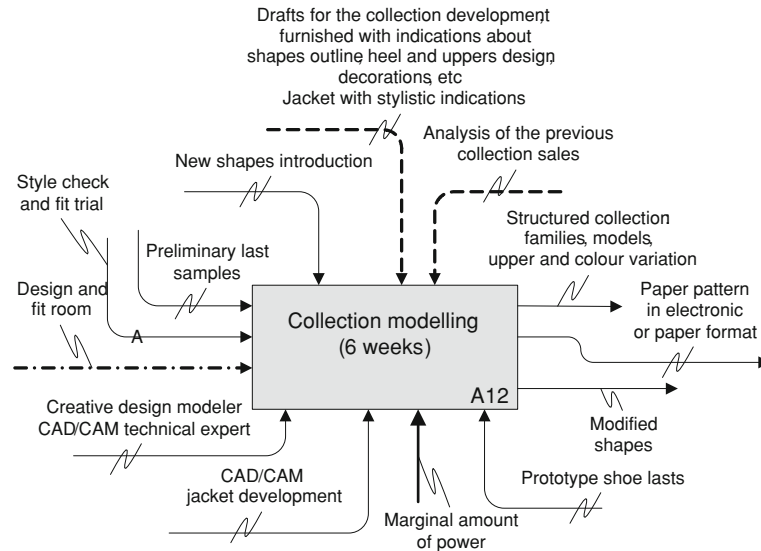 Drafts for the collection development,
furnished with indications about
shapes outline, heel and uppers design,
decorations, etc
Jacket with stylistic indications
Analysis of the previous
collection sales
New shapes introduction
Style check
and fit trial
Structured collection:
families, models,
upper and colour variation
Preliminary last
samples
Design and
fit room
Paper pattern
in electronic
or paper format
Collection modelling
(6 weeks)
A
A12
Creative design modeler
CAD/CAM technical expert
Modified
shapes
CAD/CAM
jacket development
Prototype shoe lasts
Marginal amount
of power